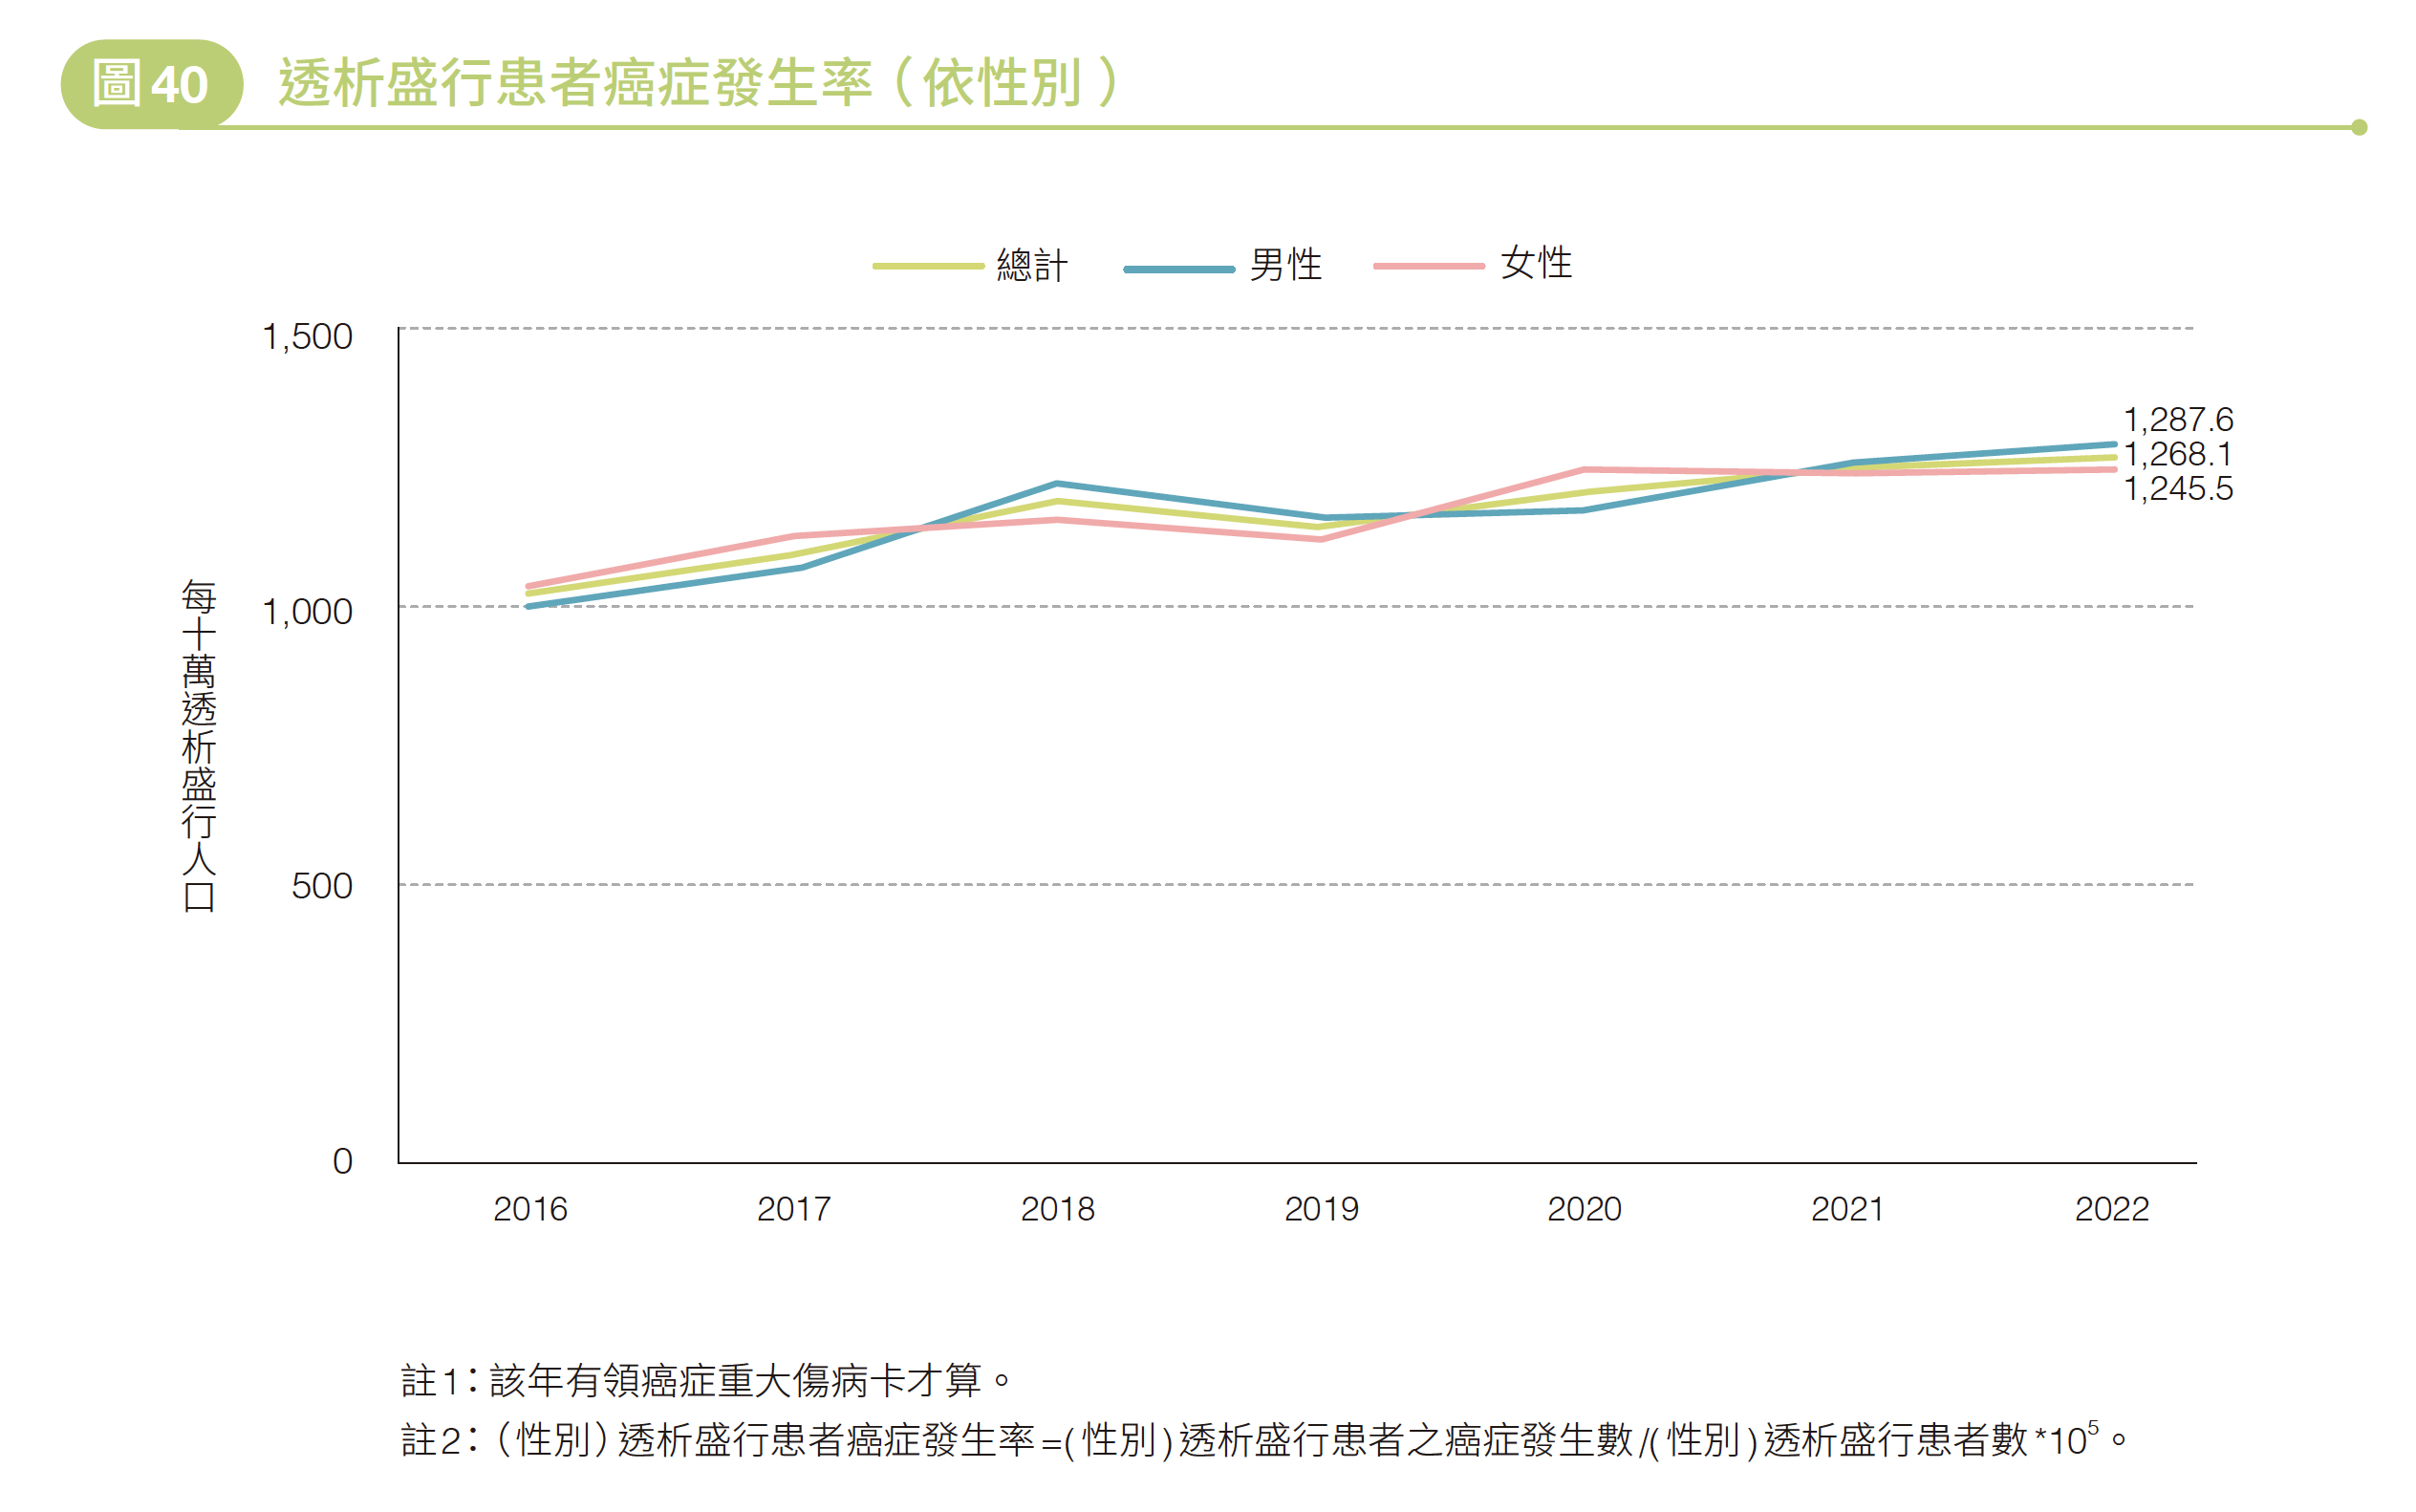 圖40 透析盛行患者癌症發生率（依性別）
總計 男性 女性
1,500
1,000
500
0
每十萬透析盛行人口
1,287.6
1,268.1
1,245.5
2016 2017 2018 2019 2020 2021 2022
註1：該年有領癌症重大傷病卡才算。
註2：（性別）透析盛行患者癌症發生率=(性別)透析盛行患者之癌症發生數/(性別)透析盛行患者數*10⁵。